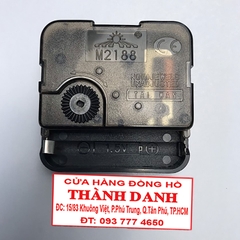 M2188
1.5V
(+)
CỬA HÀNG ĐỒNG HỒ
THÀNH DANH
ĐC: 15/83 Khuông Việt, P.Phú Trung, Q.Tân Phú, TP.HCM
ĐT: 093 777 4650